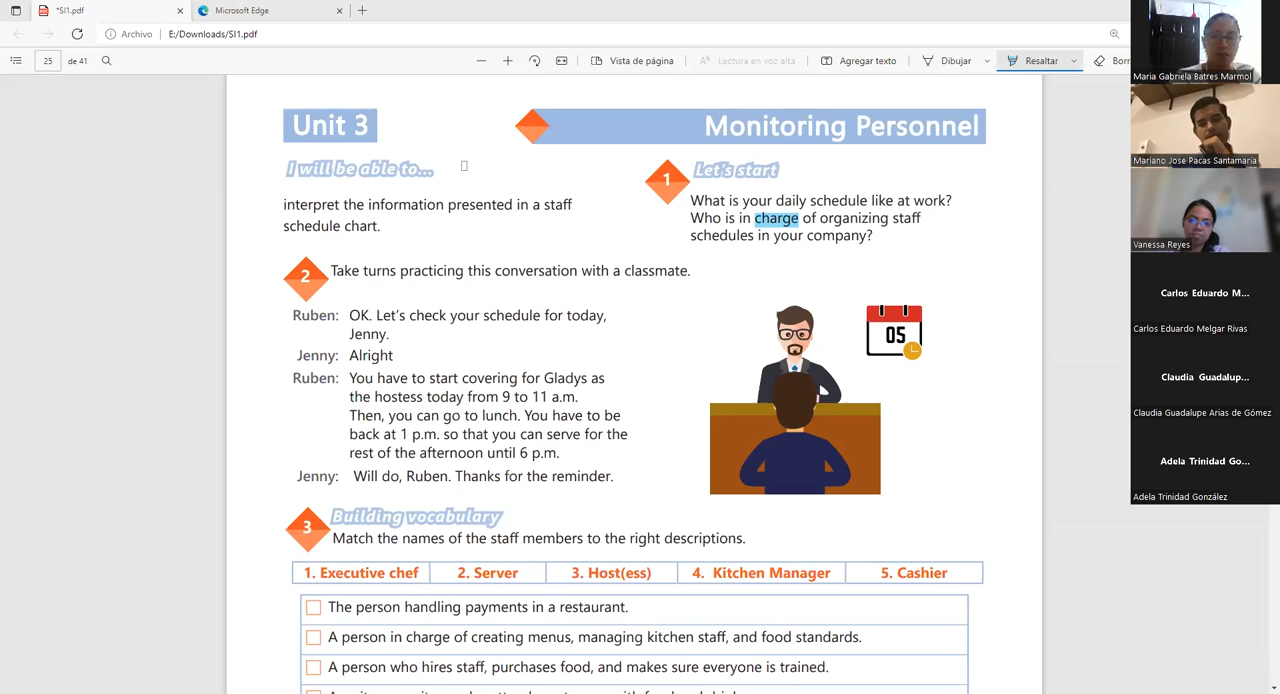 *SI1.pdf
Microsoft Edge
Archivo
E:/Downloads/SI1.pdf
25
de 41
Vista de página
Lectura en voz alta
Agregar texto
Dibujar
Resaltar
Borr
Unit 3
Monitoring Personnel
I will be able to...
interpret the information presented in a staff
schedule chart.
1
Let's start
What is your daily schedule like at work?
Who is in charge of organizing staff
schedules in your company?
2
Take turns practicing this conversation with a classmate.
Ruben: OK. Let's check your schedule for today,
Jenny.
Jenny: Alright
Ruben: You have to start covering for Gladys as
the hostess today from 9 to 11 a.m.
Then, you can go to lunch. You have to be
back at 1 p.m. so that you can serve for the
rest of the afternoon until 6 p.m.
Jenny: Will do, Ruben. Thanks for the reminder.
05
3
Building vocabulary
Match the names of the staff members to the right descriptions.
1. Executive chef
2. Server
3. Host(ess)
4. Kitchen Manager
5. Cashier
The person handling payments in a restaurant.
A person in charge of creating menus, managing kitchen staff, and food standards.
A person who hires staff, purchases food, and makes sure everyone is trained.
Maria Gabriela Batres Marmol
Mariano Jose Pacas Santamaría
Vanessa Reyes
Carlos Eduardo M...
Carlos Eduardo Melgar Rivas
Claudia Guadalup...
Claudia Guadalupe Arias de Gómez
Adela Trinidad Go...
Adela Trinidad González